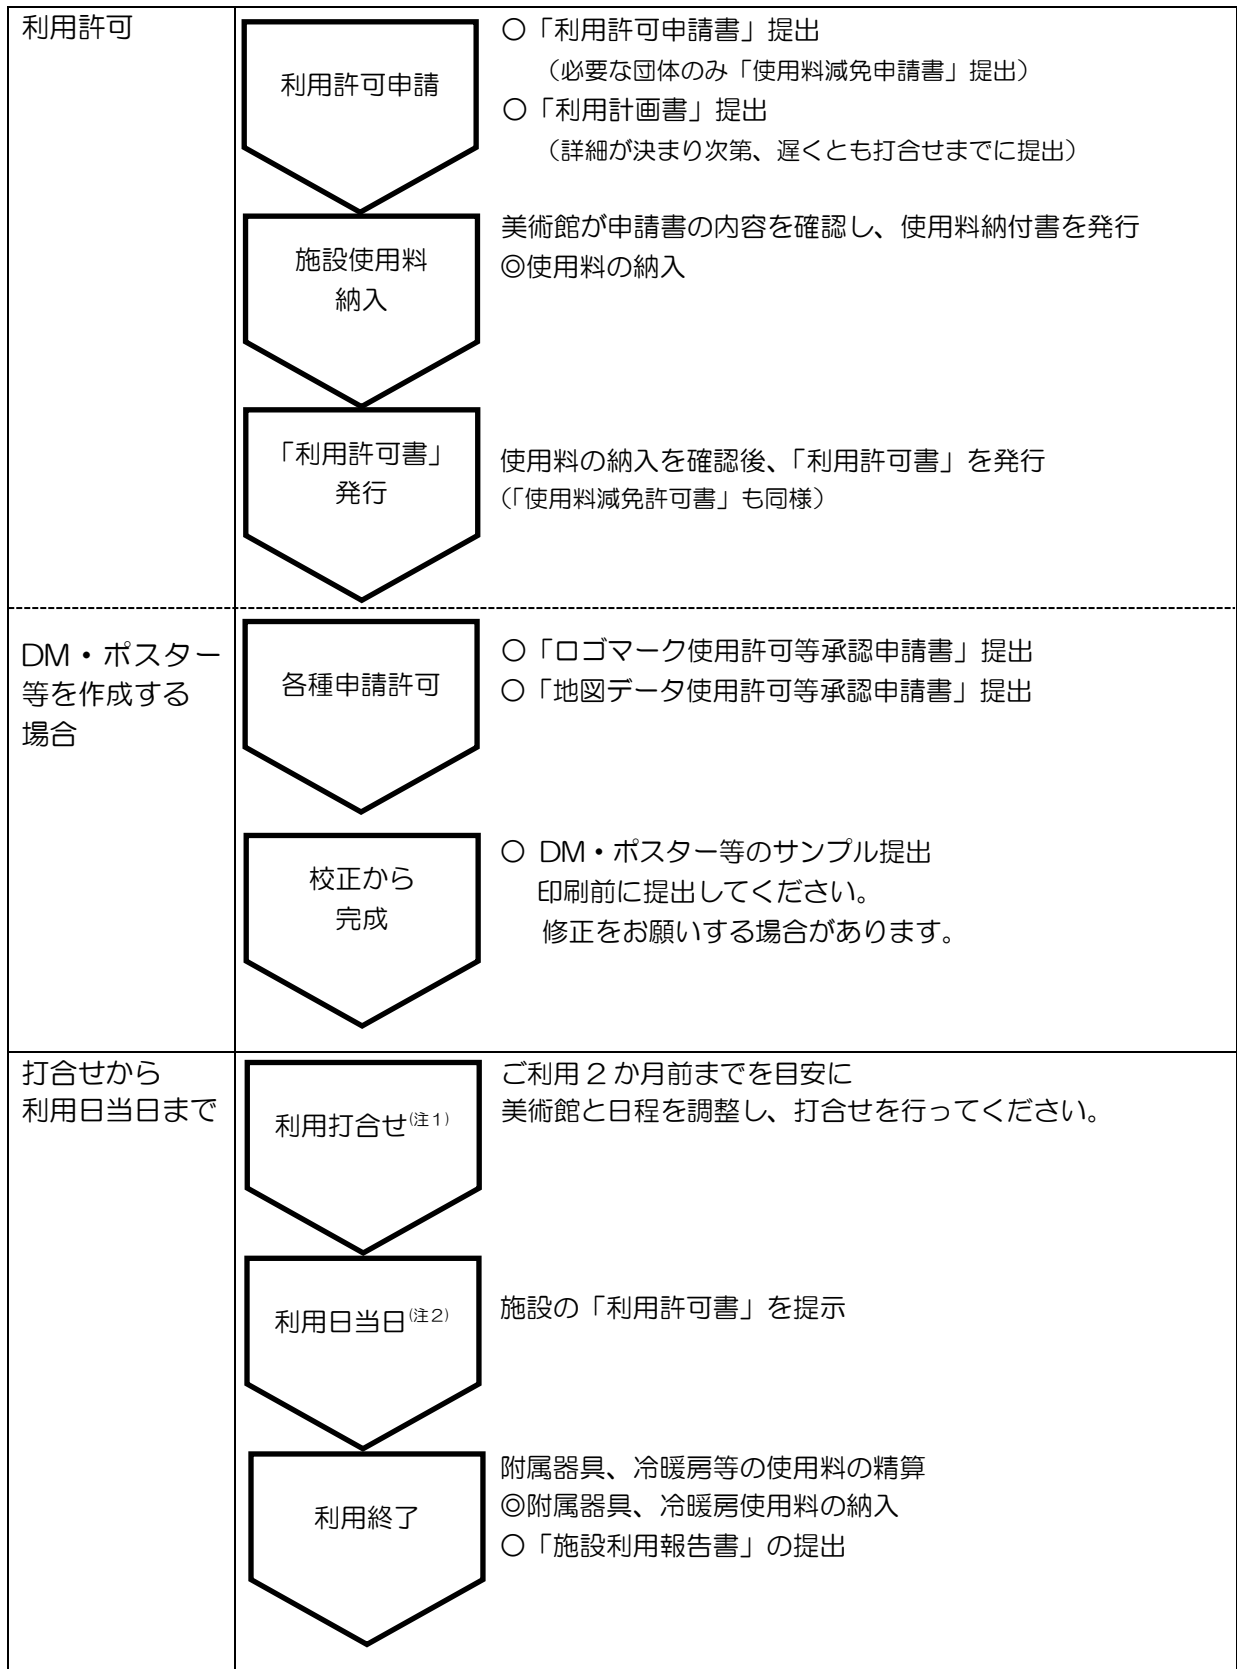 利用許可
利用許可申請
○「利用許可申請書」提出
（必要な団体のみ「使用料減免申請書」提出）
○「利用計画書」提出
（詳細が決まり次第、遅くとも打合せまでに提出）
施設使用料
納入
美術館が申請書の内容を確認し、使用料納付書を発行
◎使用料の納入
「利用許可書」
発行
使用料の納入を確認後、「利用許可書」を発行
（「使用料減免許可書」も同様）
DM・ポスター
等を作成する
場合
各種申請許可
○「ロゴマーク使用許可等承認申請書」提出
○「地図データ使用許可等承認申請書」提出
校正から
完成
○ DM・ポスター等のサンプル提出
印刷前に提出してください。
修正をお願いする場合があります。
打合せから
利用日当日まで
利用打合せ(注1)
ご利用２か月前までを目安に
美術館と日程を調整し、打合せを行ってください。
利用日当日(注2)
施設の「利用許可書」を提示
利用終了
附属器具、冷暖房等の使用料の精算
◎附属器具、冷暖房使用料の納入
○「施設利用報告書」の提出